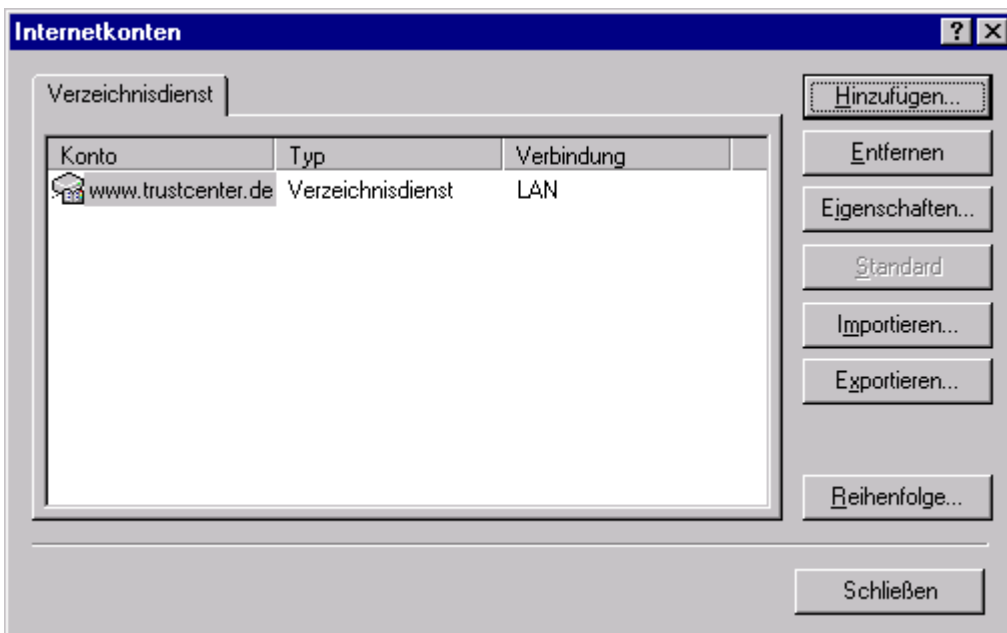 Internetkonten
Verzeichnisdienst
Hinzufügen...
Konto Typ Verbindung
Entfernen
www.trustcenter.de Verzeichnisdienst LAN
Eigenschaften...
Standard
Importieren...
Exportieren...
Reihenfolge...
Schließen